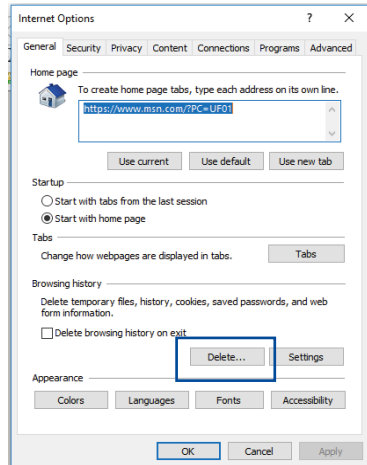 Internet Options ? ×
General Security Privacy Content Connections Programs Advanced
Home page
To create home page tabs, type each address on its own line.
https://www.msn.com/?PC=UF01
Use current Use default Use new tab
Startup
Start with tabs from the last session
Start with home page
Tabs
Change how webpages are displayed in tabs. Tabs
Browsing history
Delete temporary files, history, cookies, saved passwords, and web
form information.
Delete browsing history on exit
Delete... Settings
Appearance
Colors Languages Fonts Accessibility
OK Cancel Apply